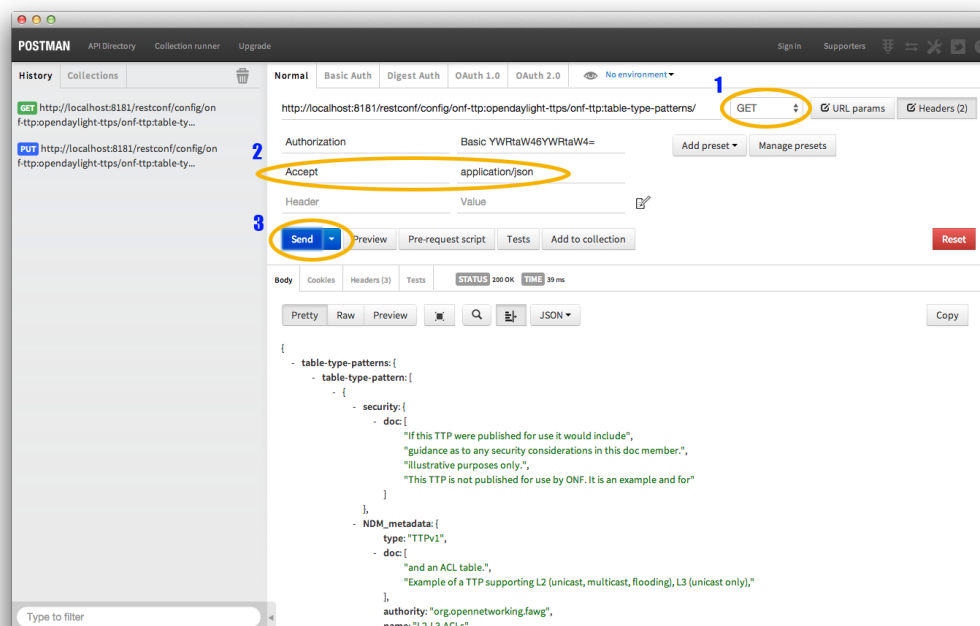 POSTMAN API Directory Collection runner Upgrade Sign in Supporters
History Collections
GET http://localhost:8181/restconf/config/on
f-ttp:opendaylight-ttps/onf-ttp:table-ty...
PUT http://localhost:8181/restconf/config/on
f-ttp:opendaylight-ttps/onf-ttp:table-ty...
Type to filter
Normal Basic Auth Digest Auth OAuth 1.0 OAuth 2.0 No environment
1
http://localhost:8181/restconf/config/onf-ttp:opendaylight-ttps/onf-ttp:table-type-patterns/ GET URL params Headers (2)
Authorization Basic YWRtaW46YWRtaW4= Add preset Manage presets
2
Accept application/json
Header Value
3
Send Preview Pre-request script Tests Add to collection Reset
Body Cookies Headers (3) Tests STATUS 200 OK TIME 39 ms
Pretty Raw Preview JSON Copy
{
- table-type-patterns: {
- table-type-pattern: [
- {
- security: {
- doc: [
"If this TTP were published for use it would include",
"guidance as to any security considerations in this doc member.",
"illustrative purposes only.",
"This TTP is not published for use by ONF. It is an example and for"
]
},
- NDM_metadata: {
type: "TTPv1",
- doc: [
"and an ACL table.",
"Example of a TTP supporting L2 (unicast, multicast, flooding), L3 (unicast only),"
],
authority: "org.opennetworking.fawg",
name: "L2-L3-ACLs",